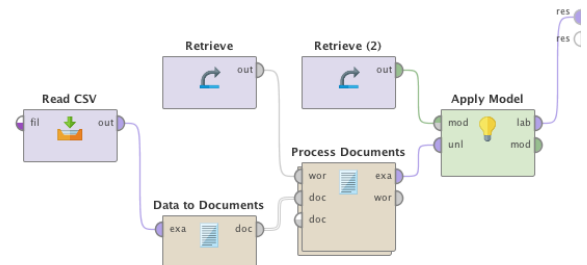 res
res
Retrieve
out
Retrieve (2)
out
Read CSV
fil
out
Apply Model
mod
lab
unl
mod
Process Documents
wor
exa
doc
wor
doc
Data to Documents
exa
doc